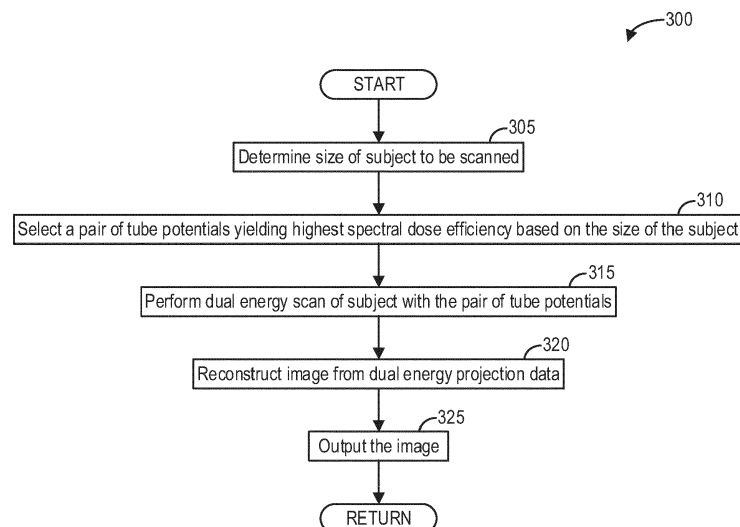 300
START
305
Determine size of subject to be scanned
310
Select a pair of tube potentials yielding highest spectral dose efficiency based on the size of the subject
315
Perform dual energy scan of subject with the pair of tube potentials
320
Reconstruct image from dual energy projection data
325
Output the image
RETURN